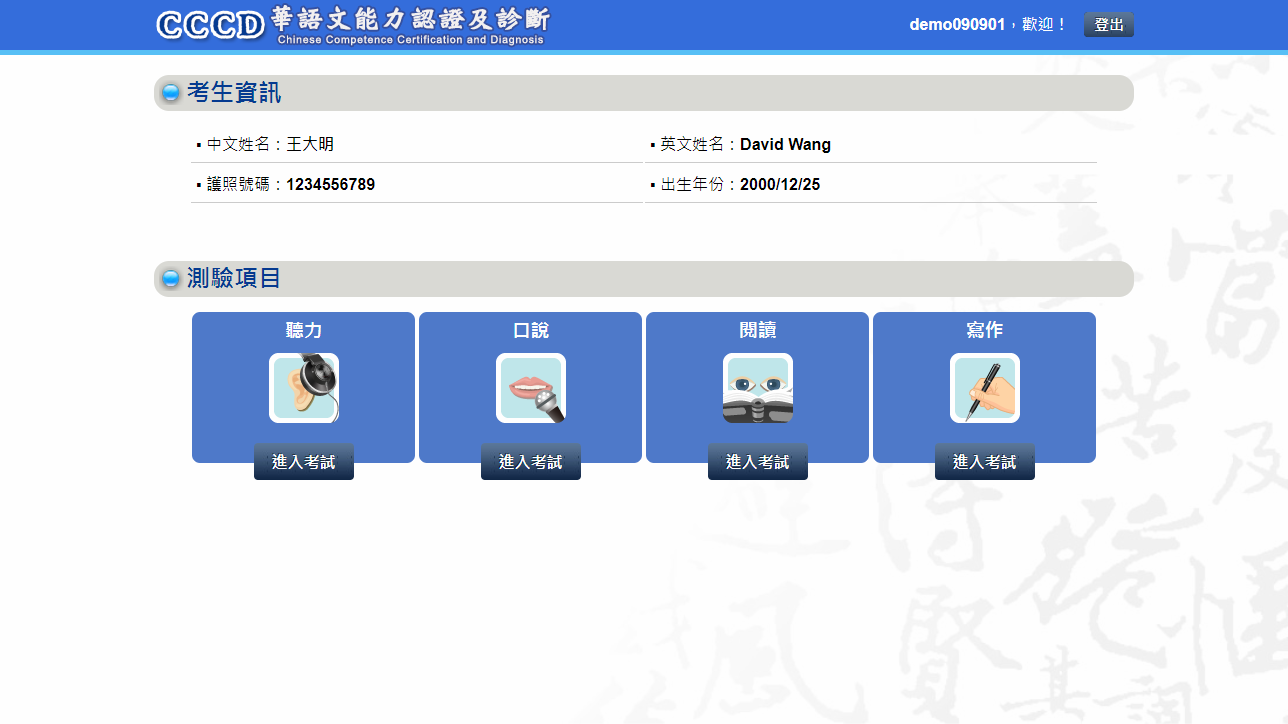 CCCD 華語文能力認證及診斷
Chinese Competence Certification and Diagnosis
demo090901，歡迎！ 登出
考生資訊
▪ 中文姓名：王大明 ▪ 英文姓名：David Wang
▪ 護照號碼：1234556789 ▪ 出生年份：2000/12/25
測驗項目
聽力 口說 閱讀 寫作
進入考試 進入考試 進入考試 進入考試